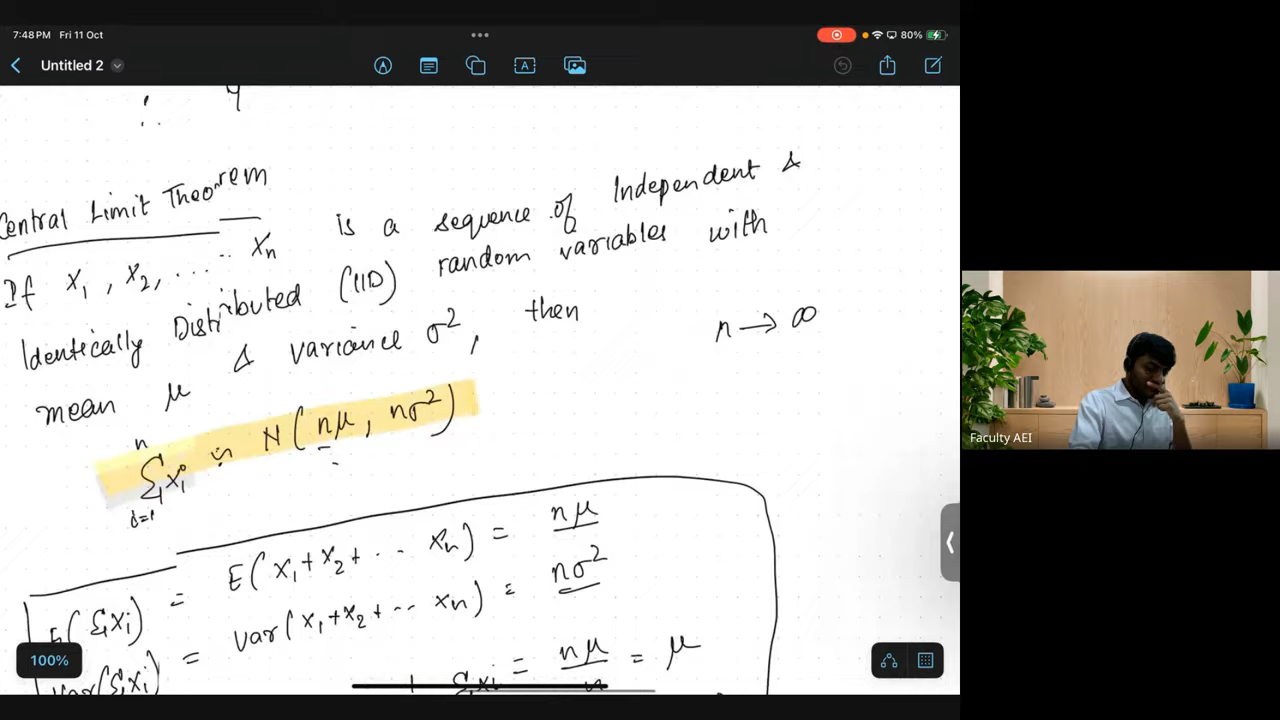 7:48 PM Fri 11 Oct
80%
Untitled 2
A
Central Limit Theorem
If X1, X2, ..... Xn is a sequence of Independent &
Identically Distributed (IID) random variables with
mean μ & variance σ², then n → ∞
n
Σ Xi ∼ N(nμ, nσ²)
i=1
E(ΣXi) = E(X1+X2+ ... Xn) = nμ
Var(ΣXi) = Var(X1+X2+ ... Xn) = nσ²
ΣXi = nμ/n = μ
100%
Faculty AEI